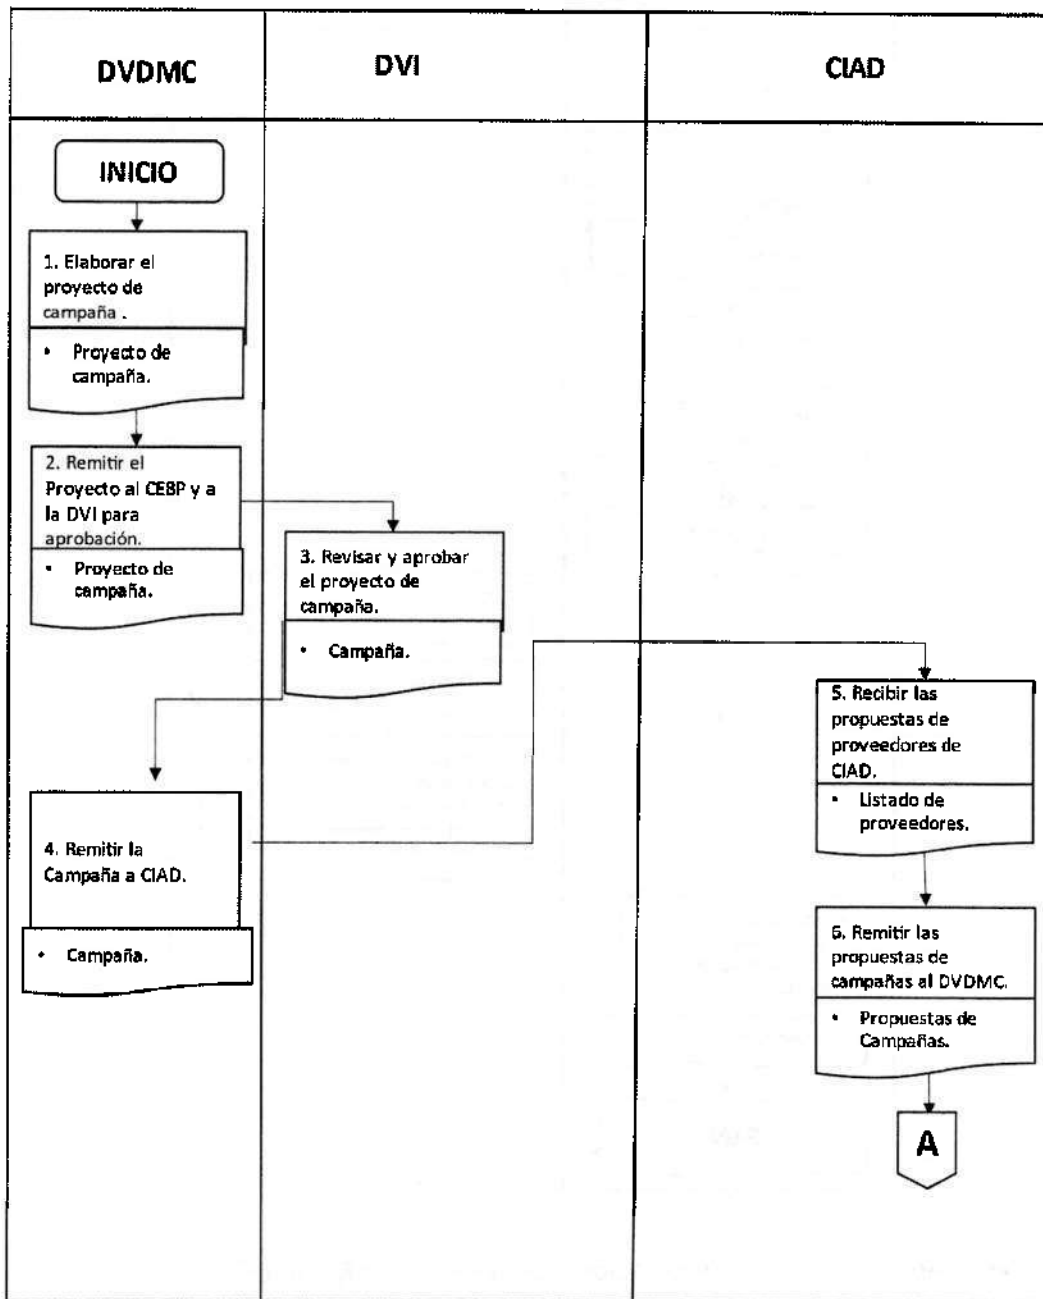 DVDMC
DVI
CIAD
INICIO
1. Elaborar el
proyecto de
campaña .
• Proyecto de
campaña.
2. Remitir el
Proyecto al CEBP y a
la DVI para
aprobación.
• Proyecto de
campaña.
3. Revisar y aprobar
el proyecto de
campaña.
• Campaña.
4. Remitir la
Campaña a CIAD.
• Campaña.
5. Recibir las
propuestas de
proveedores de
CIAD.
• Listado de
proveedores.
6. Remitir las
propuestas de
campañas al DVDMC.
• Propuestas de
Campañas.
A